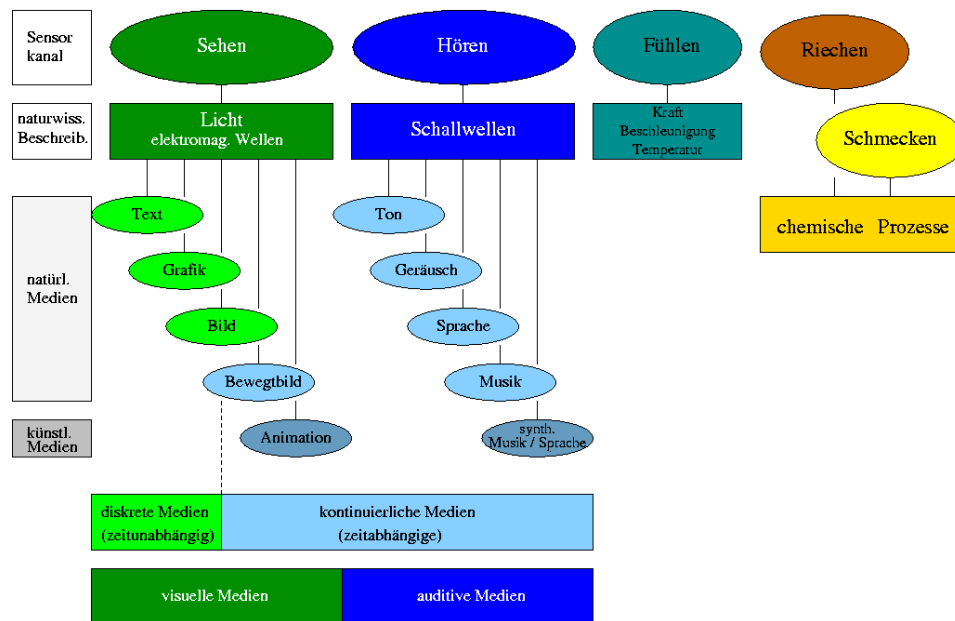 Sensor
kanal
Sehen
Hören
Fühlen
Riechen
naturwiss.
Beschreib.
Licht
elektromag. Wellen
Schallwellen
Kraft
Beschleunigung
Temperatur
Schmecken
natürl.
Medien
Text
Ton
chemische Prozesse
Grafik
Geräusch
Bild
Sprache
Bewegtbild
Musik
künstl.
Medien
Animation
synth.
Musik / Sprache
diskrete Medien
(zeitunabhängig)
kontinuierliche Medien
(zeitabhängige)
visuelle Medien
auditive Medien